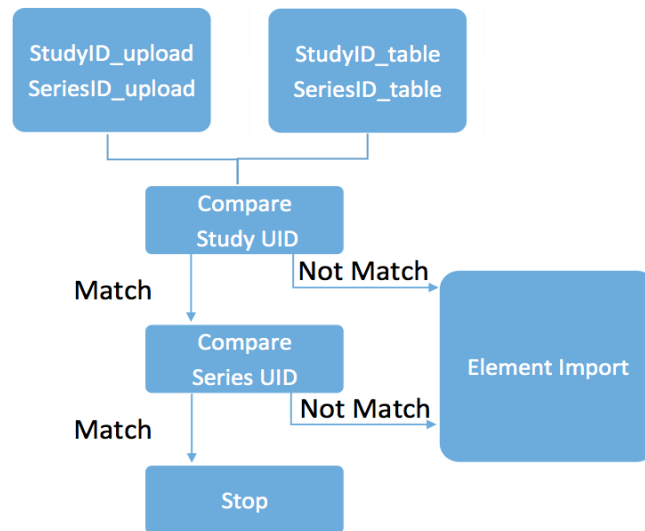 StudyID_upload
SeriesID_upload
StudyID_table
SeriesID_table
Compare
Study UID
Not Match
Match
Compare
Series UID
Element Import
Not Match
Match
Stop